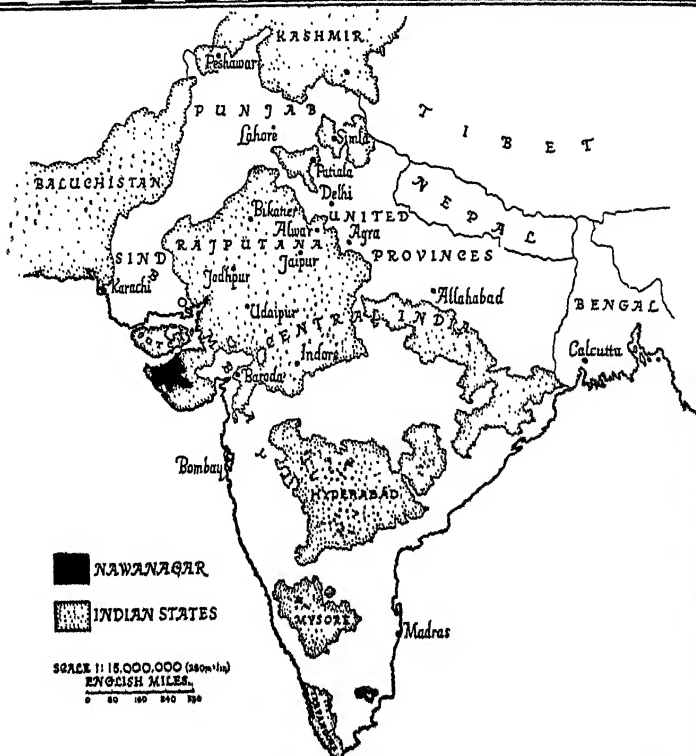 KASHMIR
Peshawar
PUNJAB
TIBET
Lahore
Simla
Patiala
BALUCHISTAN
Delhi
NEPAL
Bikaner
UNITED
Alwar
Agra
SIND
RAJPUTANA
PROVINCES
Jaipur
Karachi
Jodhpur
Allahabad
BENGAL
Udaipur
CENTRAL INDIA
Calcutta
Indore
Baroda
Bombay
HYDERABAD
NAWANAGAR
INDIAN STATES
MYSORE
Madras
SCALE 1:15,000,000
ENGLISH MILES.
0 80 160 240